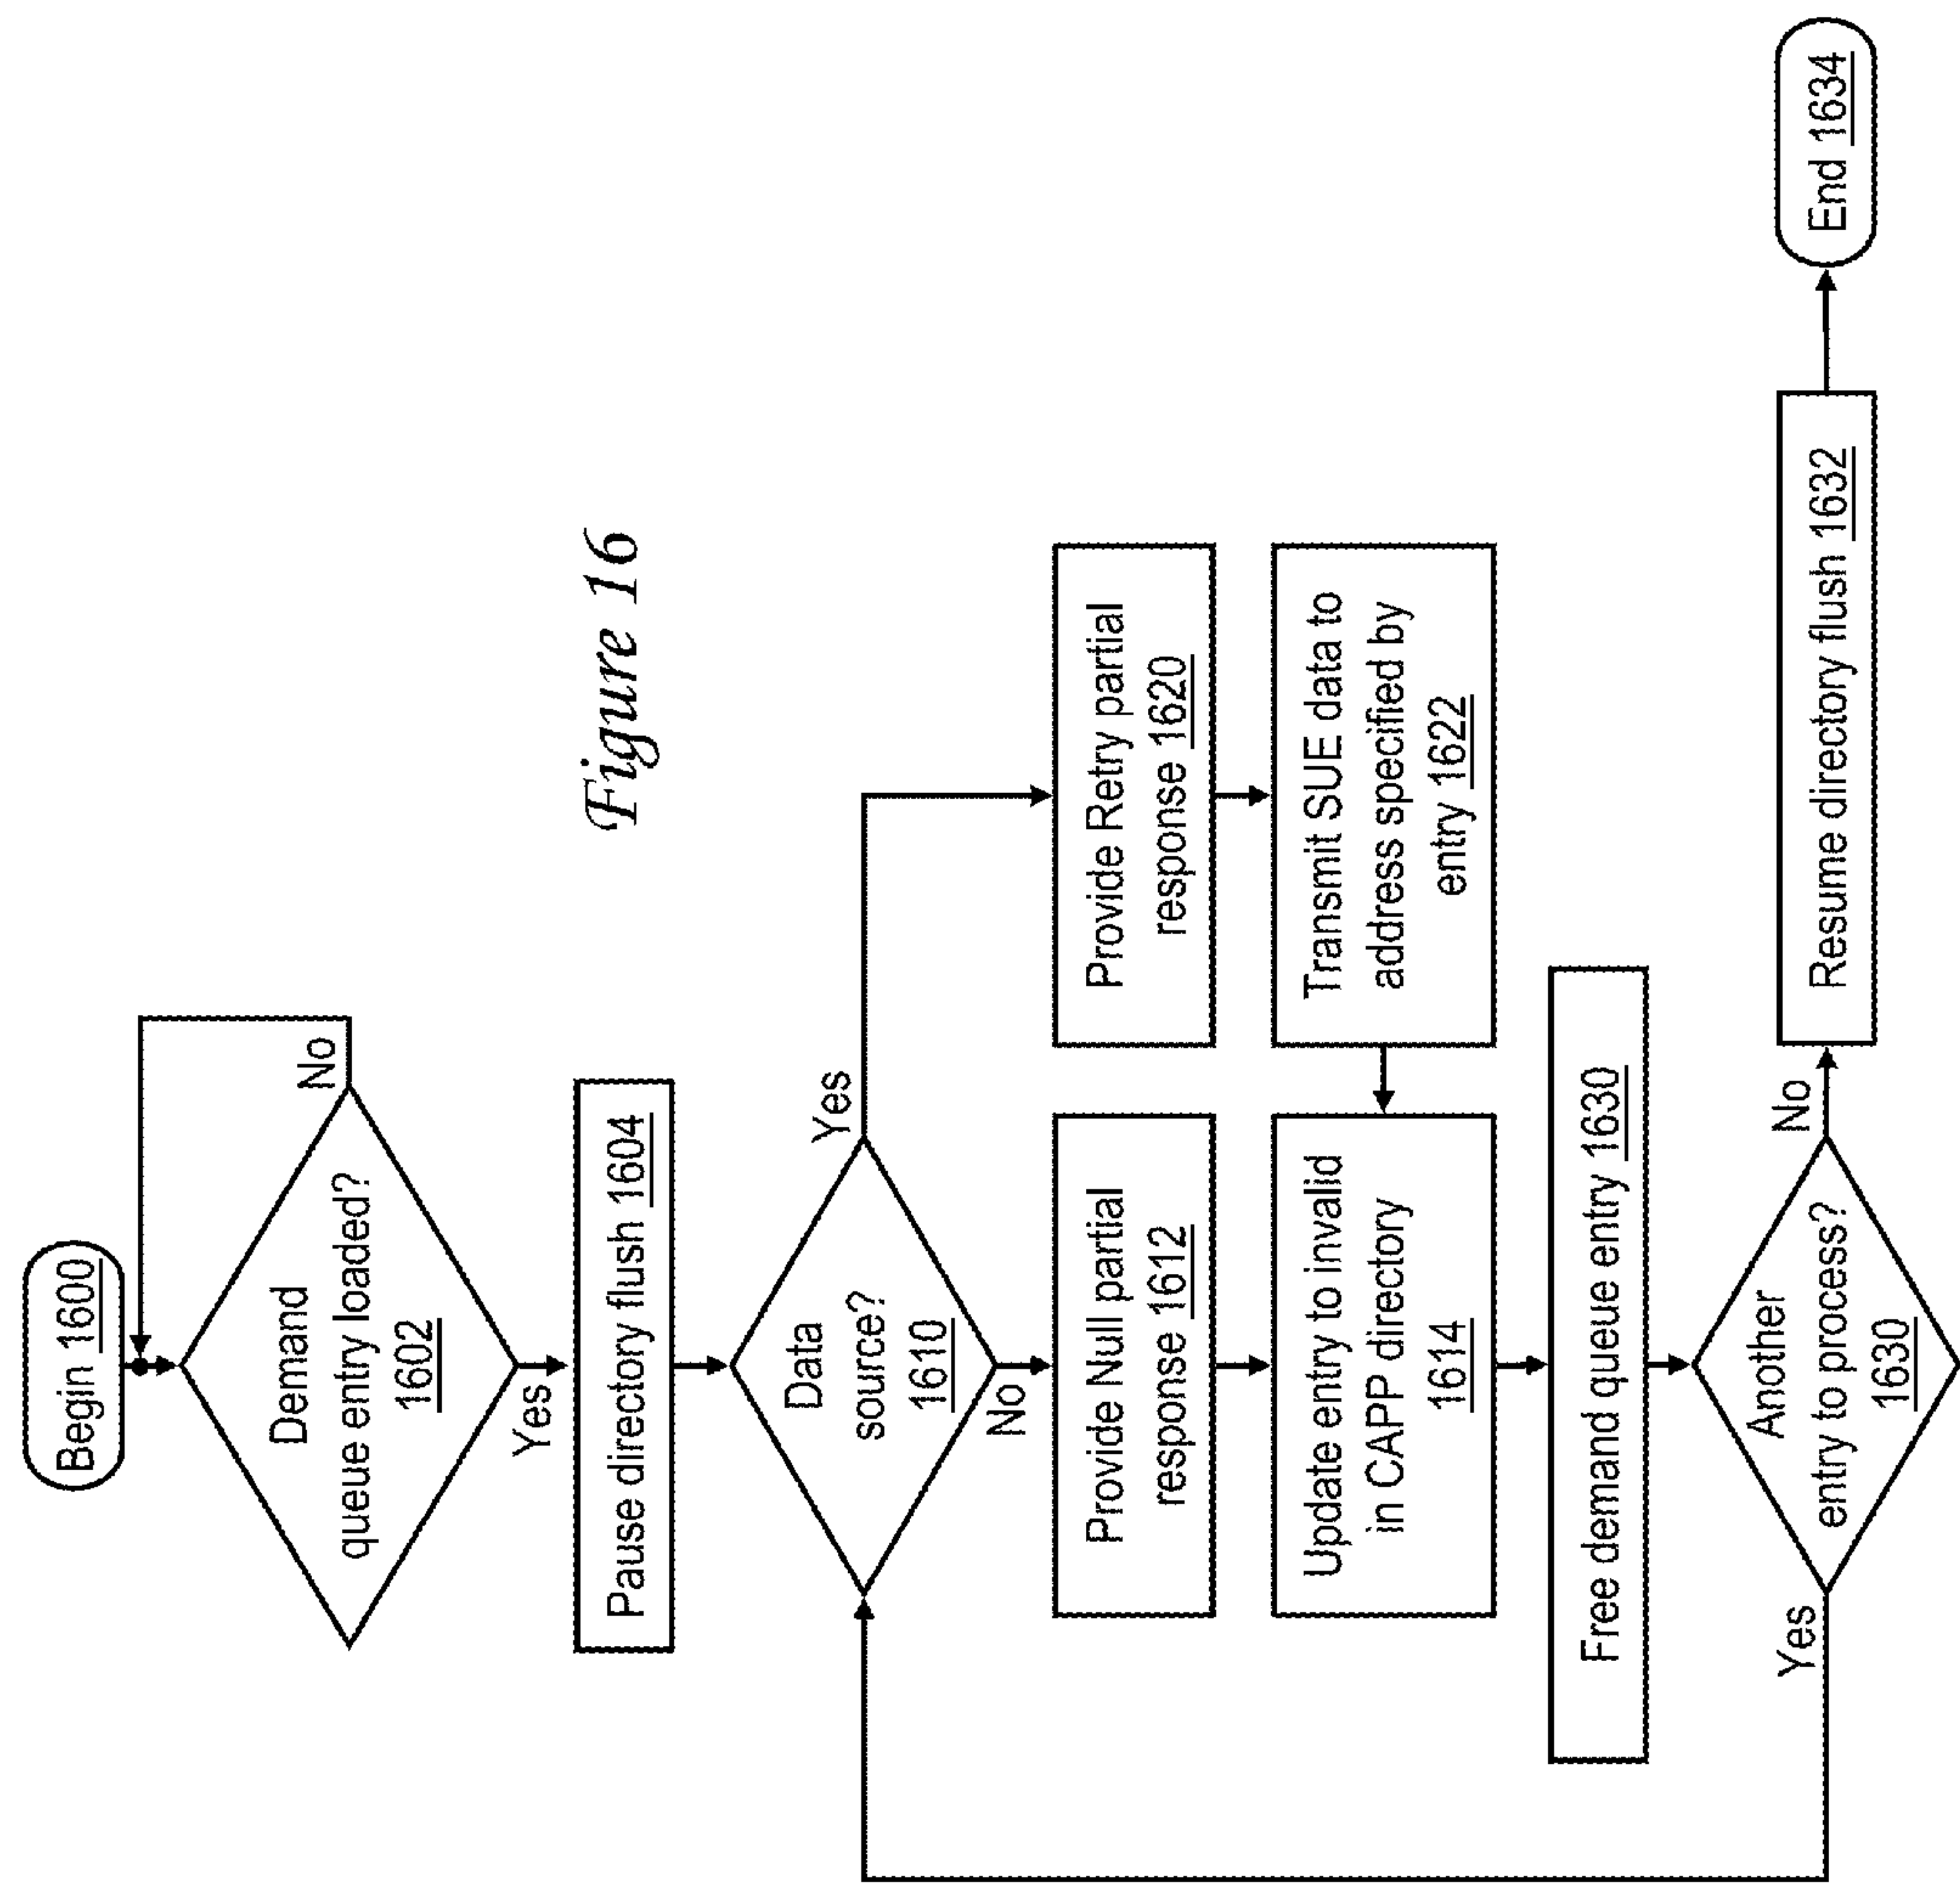 Begin 1600
Demand
queue entry loaded?
1602
No
Yes
Pause directory flush 1604
Data
source?
1610
Yes
No
Provide Null partial
response 1612
Provide Retry partial
response 1620
Update entry to invalid
in CAPP directory
1614
Transmit SUE data to
address specified by
entry 1622
Free demand queue entry 1630
Another
entry to process?
1630
Yes
No
Resume directory flush 1632
End 1634
Figure 16